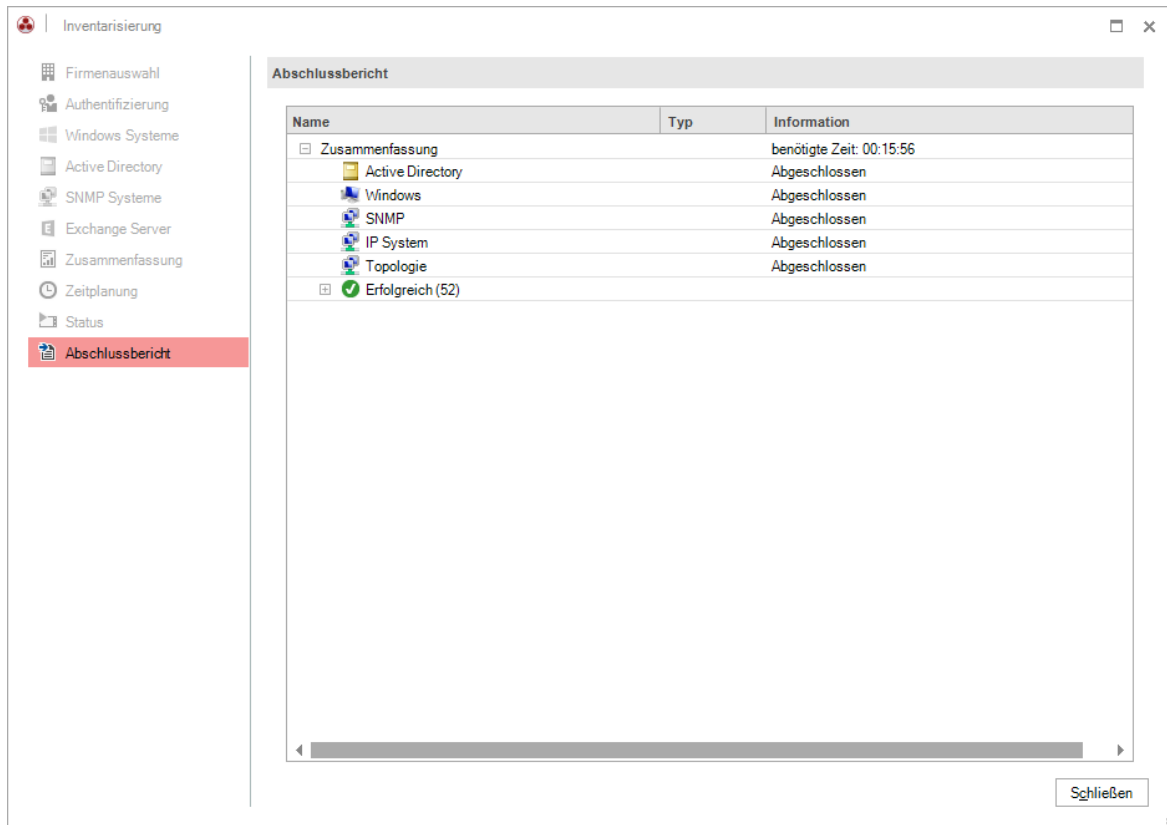 Inventarisierung
Firmenauswahl
Authentifizierung
Windows Systeme
Active Directory
SNMP Systeme
Exchange Server
Zusammenfassung
Zeitplanung
Status
Abschlussbericht
Abschlussbericht
Name Typ Information
Zusammenfassung benötigte Zeit: 00:15:56
Active Directory Abgeschlossen
Windows Abgeschlossen
SNMP Abgeschlossen
IP System Abgeschlossen
Topologie Abgeschlossen
Erfolgreich (52)
Schließen